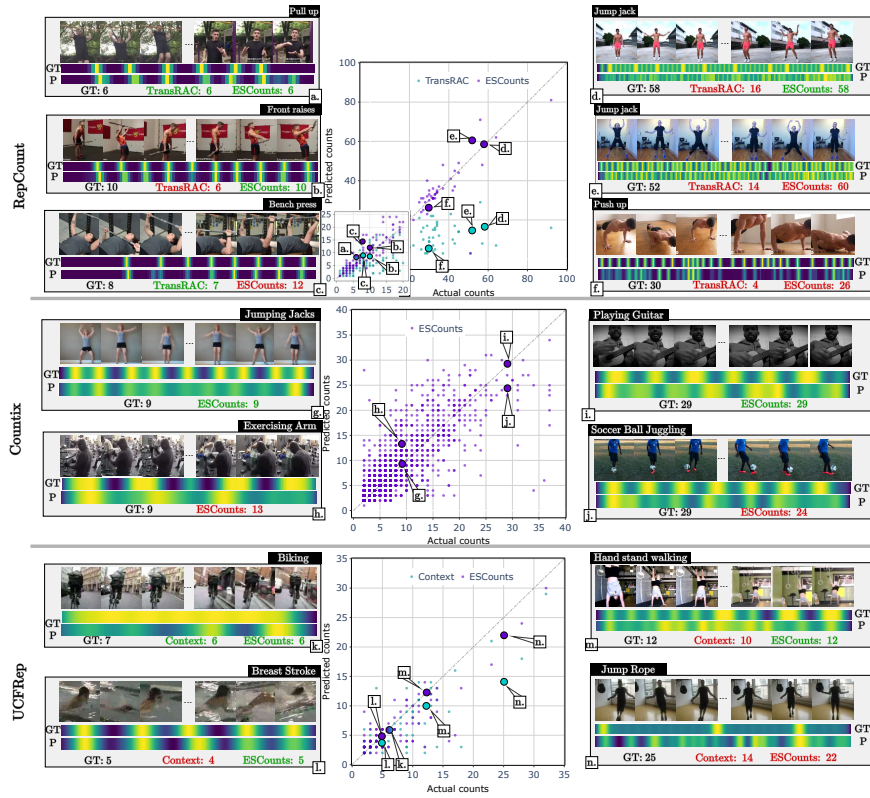 RepCount
Pull up
GT
P
GT: 6 TransRAC: 6 ESCounts: 6
a.
Front raises
GT
P
GT: 10 TransRAC: 6 ESCounts: 10
b.
Bench press
GT
P
GT: 8 TransRAC: 7 ESCounts: 12
c.
TransRAC ESCounts
Predicted counts
100
80
60
40
e.
d.
f.
e.
d.
f.
25
20
15
10
5
0
c.
a.
b.
b.
c.
0 10 20
20 40 60 80 100
Actual counts
Jump jack
GT
P
GT: 58 TransRAC: 16 ESCounts: 58
d.
Jump jack
GT
P
GT: 52 TransRAC: 14 ESCounts: 60
e.
Push up
GT
P
GT: 30 TransRAC: 4 ESCounts: 26
f.
Countix
Jumping Jacks
GT
P
GT: 9 ESCounts: 9
g.
Exercising Arm
GT
P
GT: 9 ESCounts: 13
h.
ESCounts
Predicted counts
40
35
30
25
20
15
10
5
0
i.
h.
j.
g.
0 5 10 15 20 25 30 35 40
Actual counts
Playing Guitar
GT
P
GT: 29 ESCounts: 29
i.
Soccer Ball Juggling
GT
P
GT: 29 ESCounts: 24
j.
UCFRep
Biking
GT
P
GT: 7 Context: 6 ESCounts: 6
k.
Breast Stroke
GT
P
GT: 5 Context: 4 ESCounts: 5
l.
Context ESCounts
Predicted counts
35
30
25
20
15
10
5
0
n.
m.
n.
l.
m.
l.
k.
0 5 10 15 20 25 30 35
Actual counts
Hand stand walking
GT
P
GT: 12 Context: 10 ESCounts: 12
m.
Jump Rope
GT
P
GT: 25 Context: 14 ESCounts: 22
n.